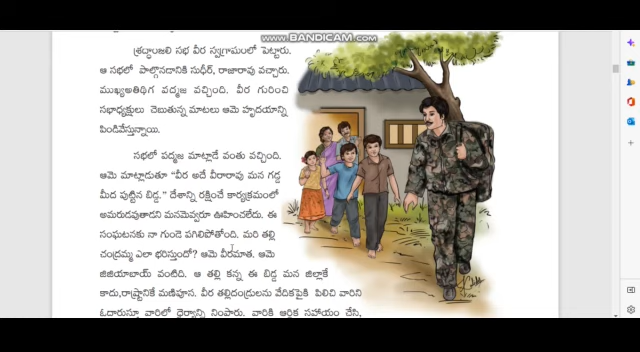 www.BANDICAM.com
శ్రద్ధాంజలి సభ వీర స్వగ్రామంలో పెట్టారు.
ఆ సభలో పాల్గొనడానికి సుధీర్, రాజారావు వచ్చారు.
ముఖ్యఅతిథిగ పద్మజ వచ్చింది. వీర గురించి
సభాధ్యక్షులు చెబుతున్న మాటలు ఆమె హృదయాన్ని
పిండివేస్తున్నాయి.
సభలో పద్మజ మాట్లాడే వంతు వచ్చింది.
ఆమె మాట్లాడుతూ "వీర అదే వీరారావు మన గడ్డ
మీద పుట్టిన బిడ్డ." దేశాన్ని రక్షించే కార్యక్రమంలో
అమరుడవుతాడని మనమెవ్వరూ ఊహించలేదు. ఈ
సంఘటనకు నా గుండె పగిలిపోతోంది. మరి తల్లి
చంద్రమ్మ ఎలా భరిస్తుందో? ఆమె వీరమాత. ఆమె
జిజియాబాయ్ వంటిది. ఆ తల్లి కన్న ఈ బిడ్డ మన జిల్లాకే
కాదు,రాష్ట్రానికే మణిపూస. వీర తల్లిదండ్రులను వేదికపైకి పిలిచి వారిని
ఓదారుస్తూ వారిలో ధైర్యాన్ని నింపారు. వారికి ఆర్థిక సహాయం చేసి,